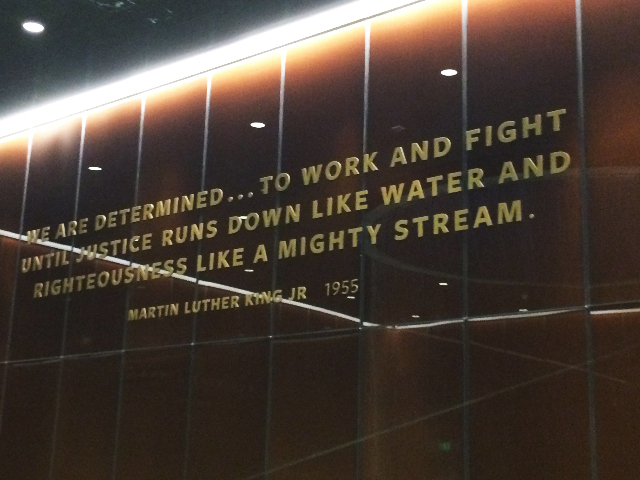 WE ARE DETERMINED... TO WORK AND FIGHT
UNTIL JUSTICE RUNS DOWN LIKE WATER AND
RIGHTEOUSNESS LIKE A MIGHTY STREAM.
MARTIN LUTHER KING JR 1955